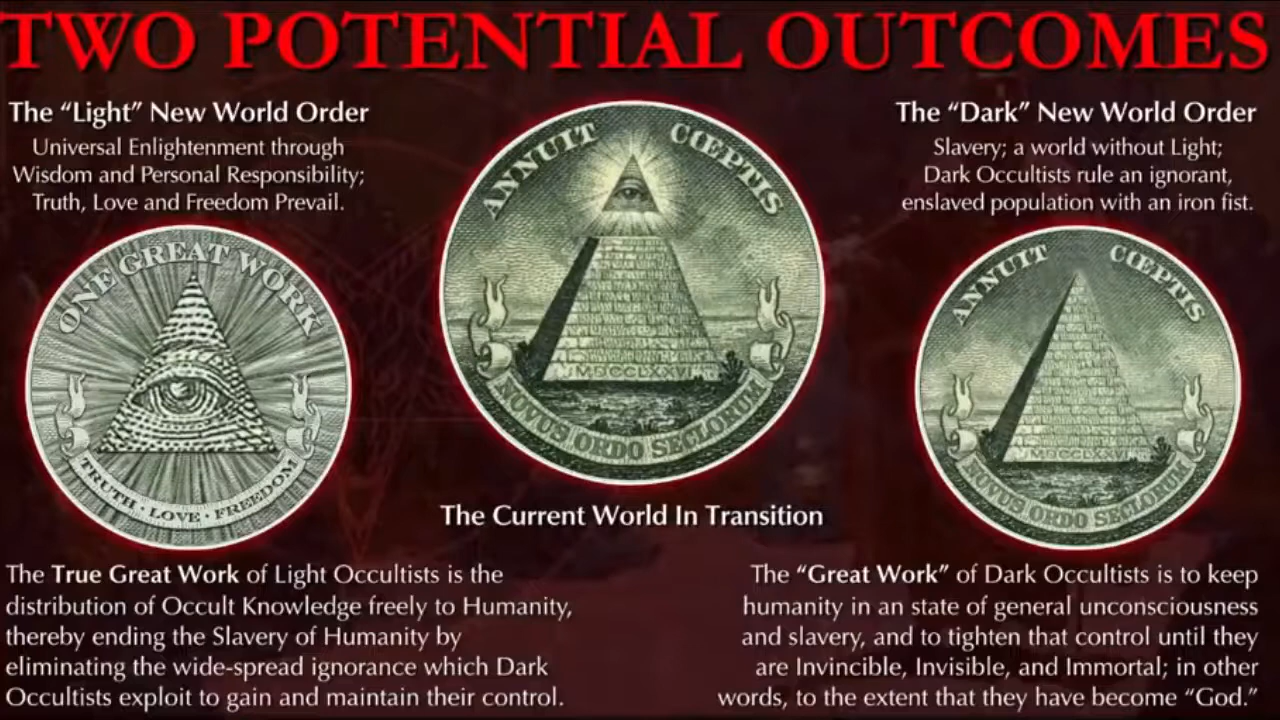 TWO POTENTIAL OUTCOMES
The “Light” New World Order
Universal Enlightenment through
Wisdom and Personal Responsibility;
Truth, Love and Freedom Prevail.
ONE GREAT WORK
TRUTH · LOVE · FREEDOM
ANNUIT CŒPTIS
MDCCLXXVI
NOVUS ORDO SECLORUM
The Current World In Transition
The “Dark” New World Order
Slavery; a world without Light;
Dark Occultists rule an ignorant,
enslaved population with an iron fist.
ANNUIT CŒPTIS
MDCCLXXVI
NOVUS ORDO SECLORUM
The True Great Work of Light Occultists is the
distribution of Occult Knowledge freely to Humanity,
thereby ending the Slavery of Humanity by
eliminating the wide-spread ignorance which Dark
Occultists exploit to gain and maintain their control.
The “Great Work” of Dark Occultists is to keep
humanity in an state of general unconsciousness
and slavery, and to tighten that control until they
are Invincible, Invisible, and Immortal; in other
words, to the extent that they have become “God.”